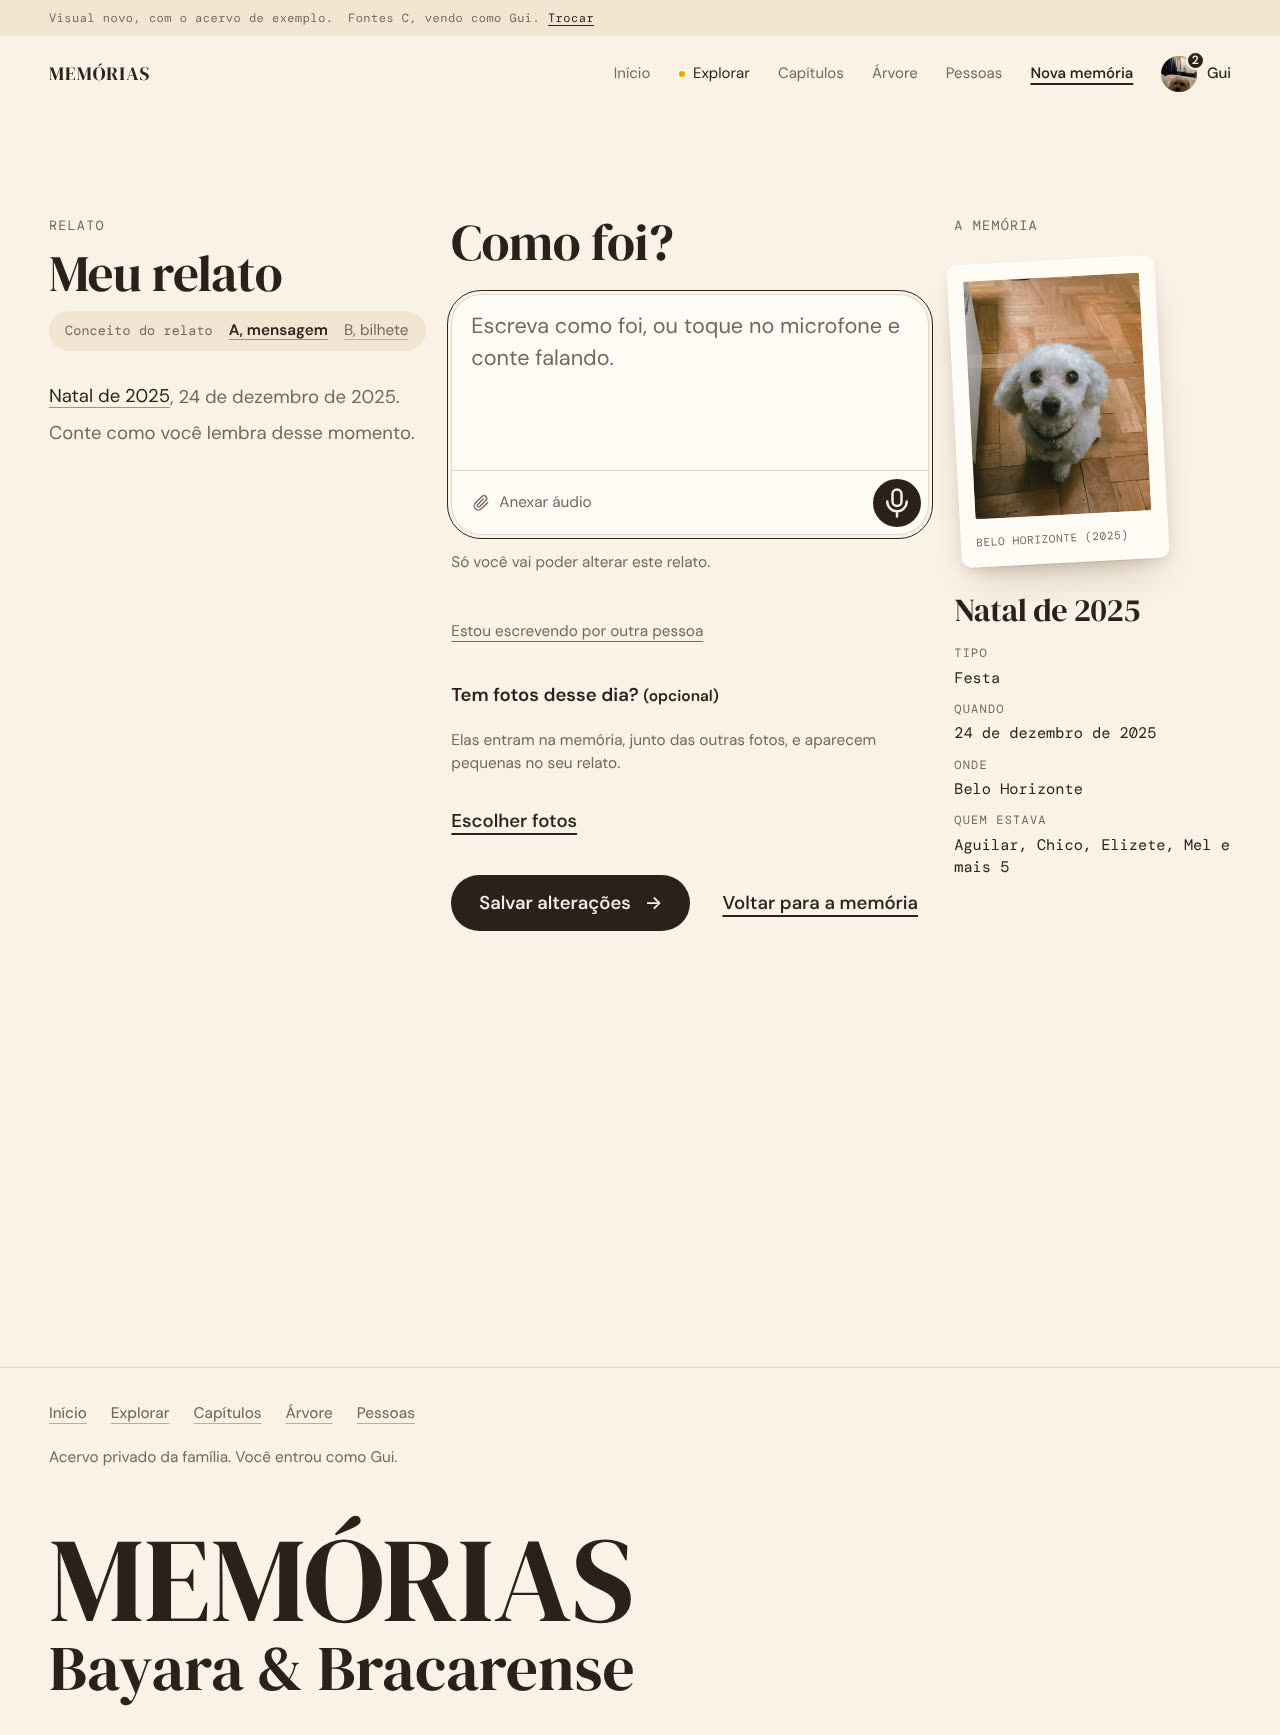 Visual novo, com o acervo de exemplo. Fontes C, vendo como Gui. Trocar
MEMÓRIAS
Início
Explorar
Capítulos
Árvore
Pessoas
Nova memória
2
Gui
RELATO
Meu relato
Conceito do relato A, mensagem B, bilhete
Natal de 2025, 24 de dezembro de 2025.
Conte como você lembra desse momento.
Como foi?
Escreva como foi, ou toque no microfone e
conte falando.
Anexar áudio
Só você vai poder alterar este relato.
Estou escrevendo por outra pessoa
Tem fotos desse dia? (opcional)
Elas entram na memória, junto das outras fotos, e aparecem
pequenas no seu relato.
Escolher fotos
Salvar alterações →
Voltar para a memória
A MEMÓRIA
BELO HORIZONTE (2025)
Natal de 2025
TIPO
Festa
QUANDO
24 de dezembro de 2025
ONDE
Belo Horizonte
QUEM ESTAVA
Aguilar, Chico, Elizete, Mel e
mais 5
Início
Explorar
Capítulos
Árvore
Pessoas
Acervo privado da família. Você entrou como Gui.
MEMÓRIAS
Bayara & Bracarense